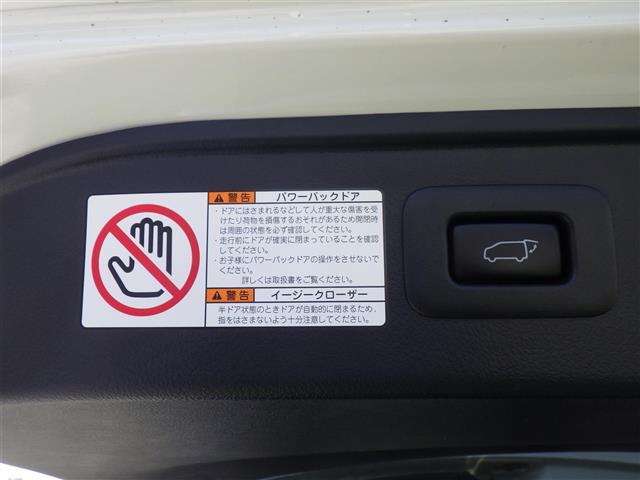 警告 パワーバックドア
・ドアにはさまれるなどして人が重大な傷害を受
けたり荷物を損傷するおそれがあるため開閉時
は周囲の状態を必ず確認してください。
・走行前にドアが確実に閉まっていることを確認
してください。
・お子様にパワーバックドアの操作をさせないで
ください。
詳しくは取扱書をご覧ください。
警告 イージークローザー
半ドア状態のときドアが自動的に閉まるため、
指をはさまないよう十分注意してください。